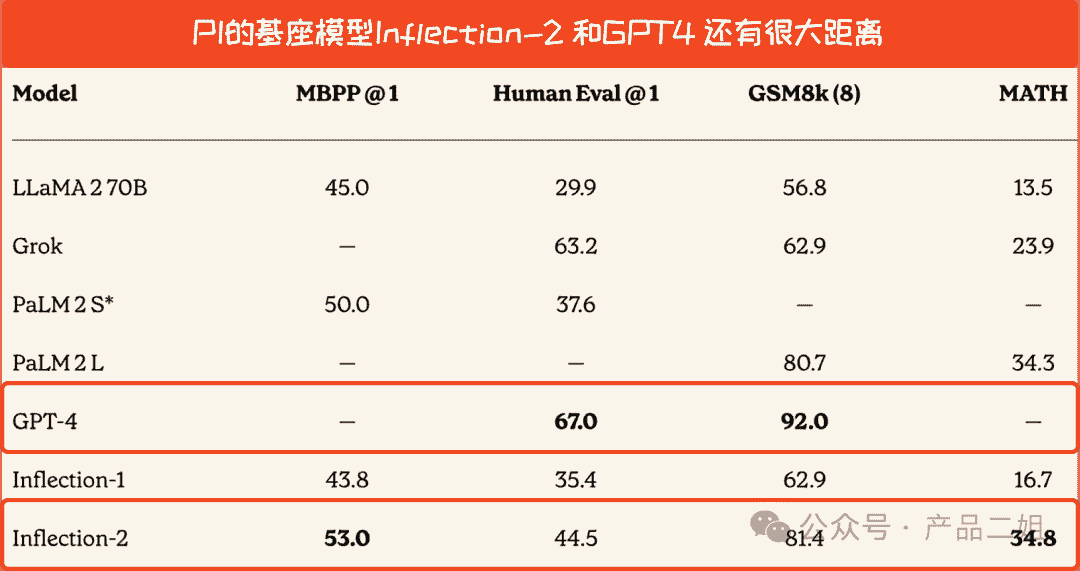 PI的基座模型Inflection-2 和GPT4 还有很大距离
Model MBPP @ 1 Human Eval @ 1 GSM8k (8) MATH
LLaMA 2 70B 45.0 29.9 56.8 13.5
Grok — 63.2 62.9 23.9
PaLM 2 S* 50.0 37.6 — —
PaLM 2 L — — 80.7 34.3
GPT-4 — 67.0 92.0 —
Inflection-1 43.8 35.4 62.9 16.7
Inflection-2 53.0 44.5 81.4 34.8
公众号 · 产品二姐